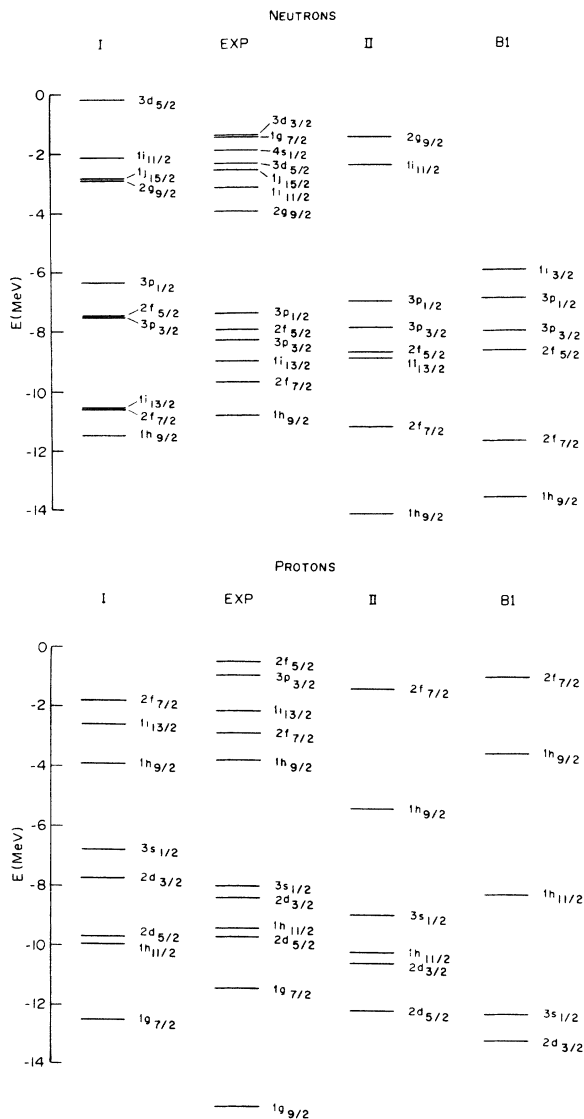 NEUTRONS
I EXP II B1
E(MeV)
0
-2
-4
-6
-8
-10
-12
-14
3d5/2
1i11/2
1j15/2
2g9/2
3p1/2
2f5/2
3p3/2
1i13/2
2f7/2
1h9/2
3d3/2
1g7/2
4s1/2
3d5/2
1j15/2
1i11/2
2g9/2
3p1/2
2f5/2
3p3/2
1i13/2
2f7/2
1h9/2
2g9/2
1i11/2
3p1/2
3p3/2
2f5/2
1i13/2
2f7/2
1h9/2
1i3/2
3p1/2
3p3/2
2f5/2
2f7/2
1h9/2
PROTONS
I EXP II B1
E(MeV)
0
-2
-4
-6
-8
-10
-12
-14
2f7/2
1i13/2
1h9/2
3s1/2
2d3/2
2d5/2
1h11/2
1g7/2
2f5/2
3p3/2
1i13/2
2f7/2
1h9/2
3s1/2
2d3/2
1h11/2
2d5/2
1g7/2
1g9/2
2f7/2
1h9/2
3s1/2
1h11/2
2d3/2
2d5/2
2f7/2
1h9/2
1h11/2
3s1/2
2d3/2